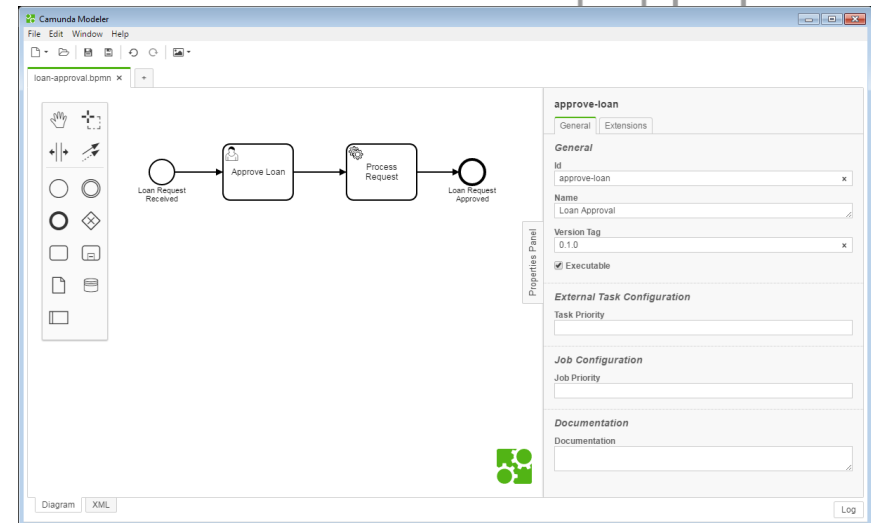 Camunda Modeler
File Edit Window Help
loan-approval.bpmn × +
Loan Request
Received
Approve Loan
Process
Request
Loan Request
Approved
Properties Panel
approve-loan
General Extensions
General
Id
approve-loan x
Name
Loan Approval
Version Tag
0.1.0 x
Executable
External Task Configuration
Task Priority
Job Configuration
Job Priority
Documentation
Documentation
Diagram XML
Log